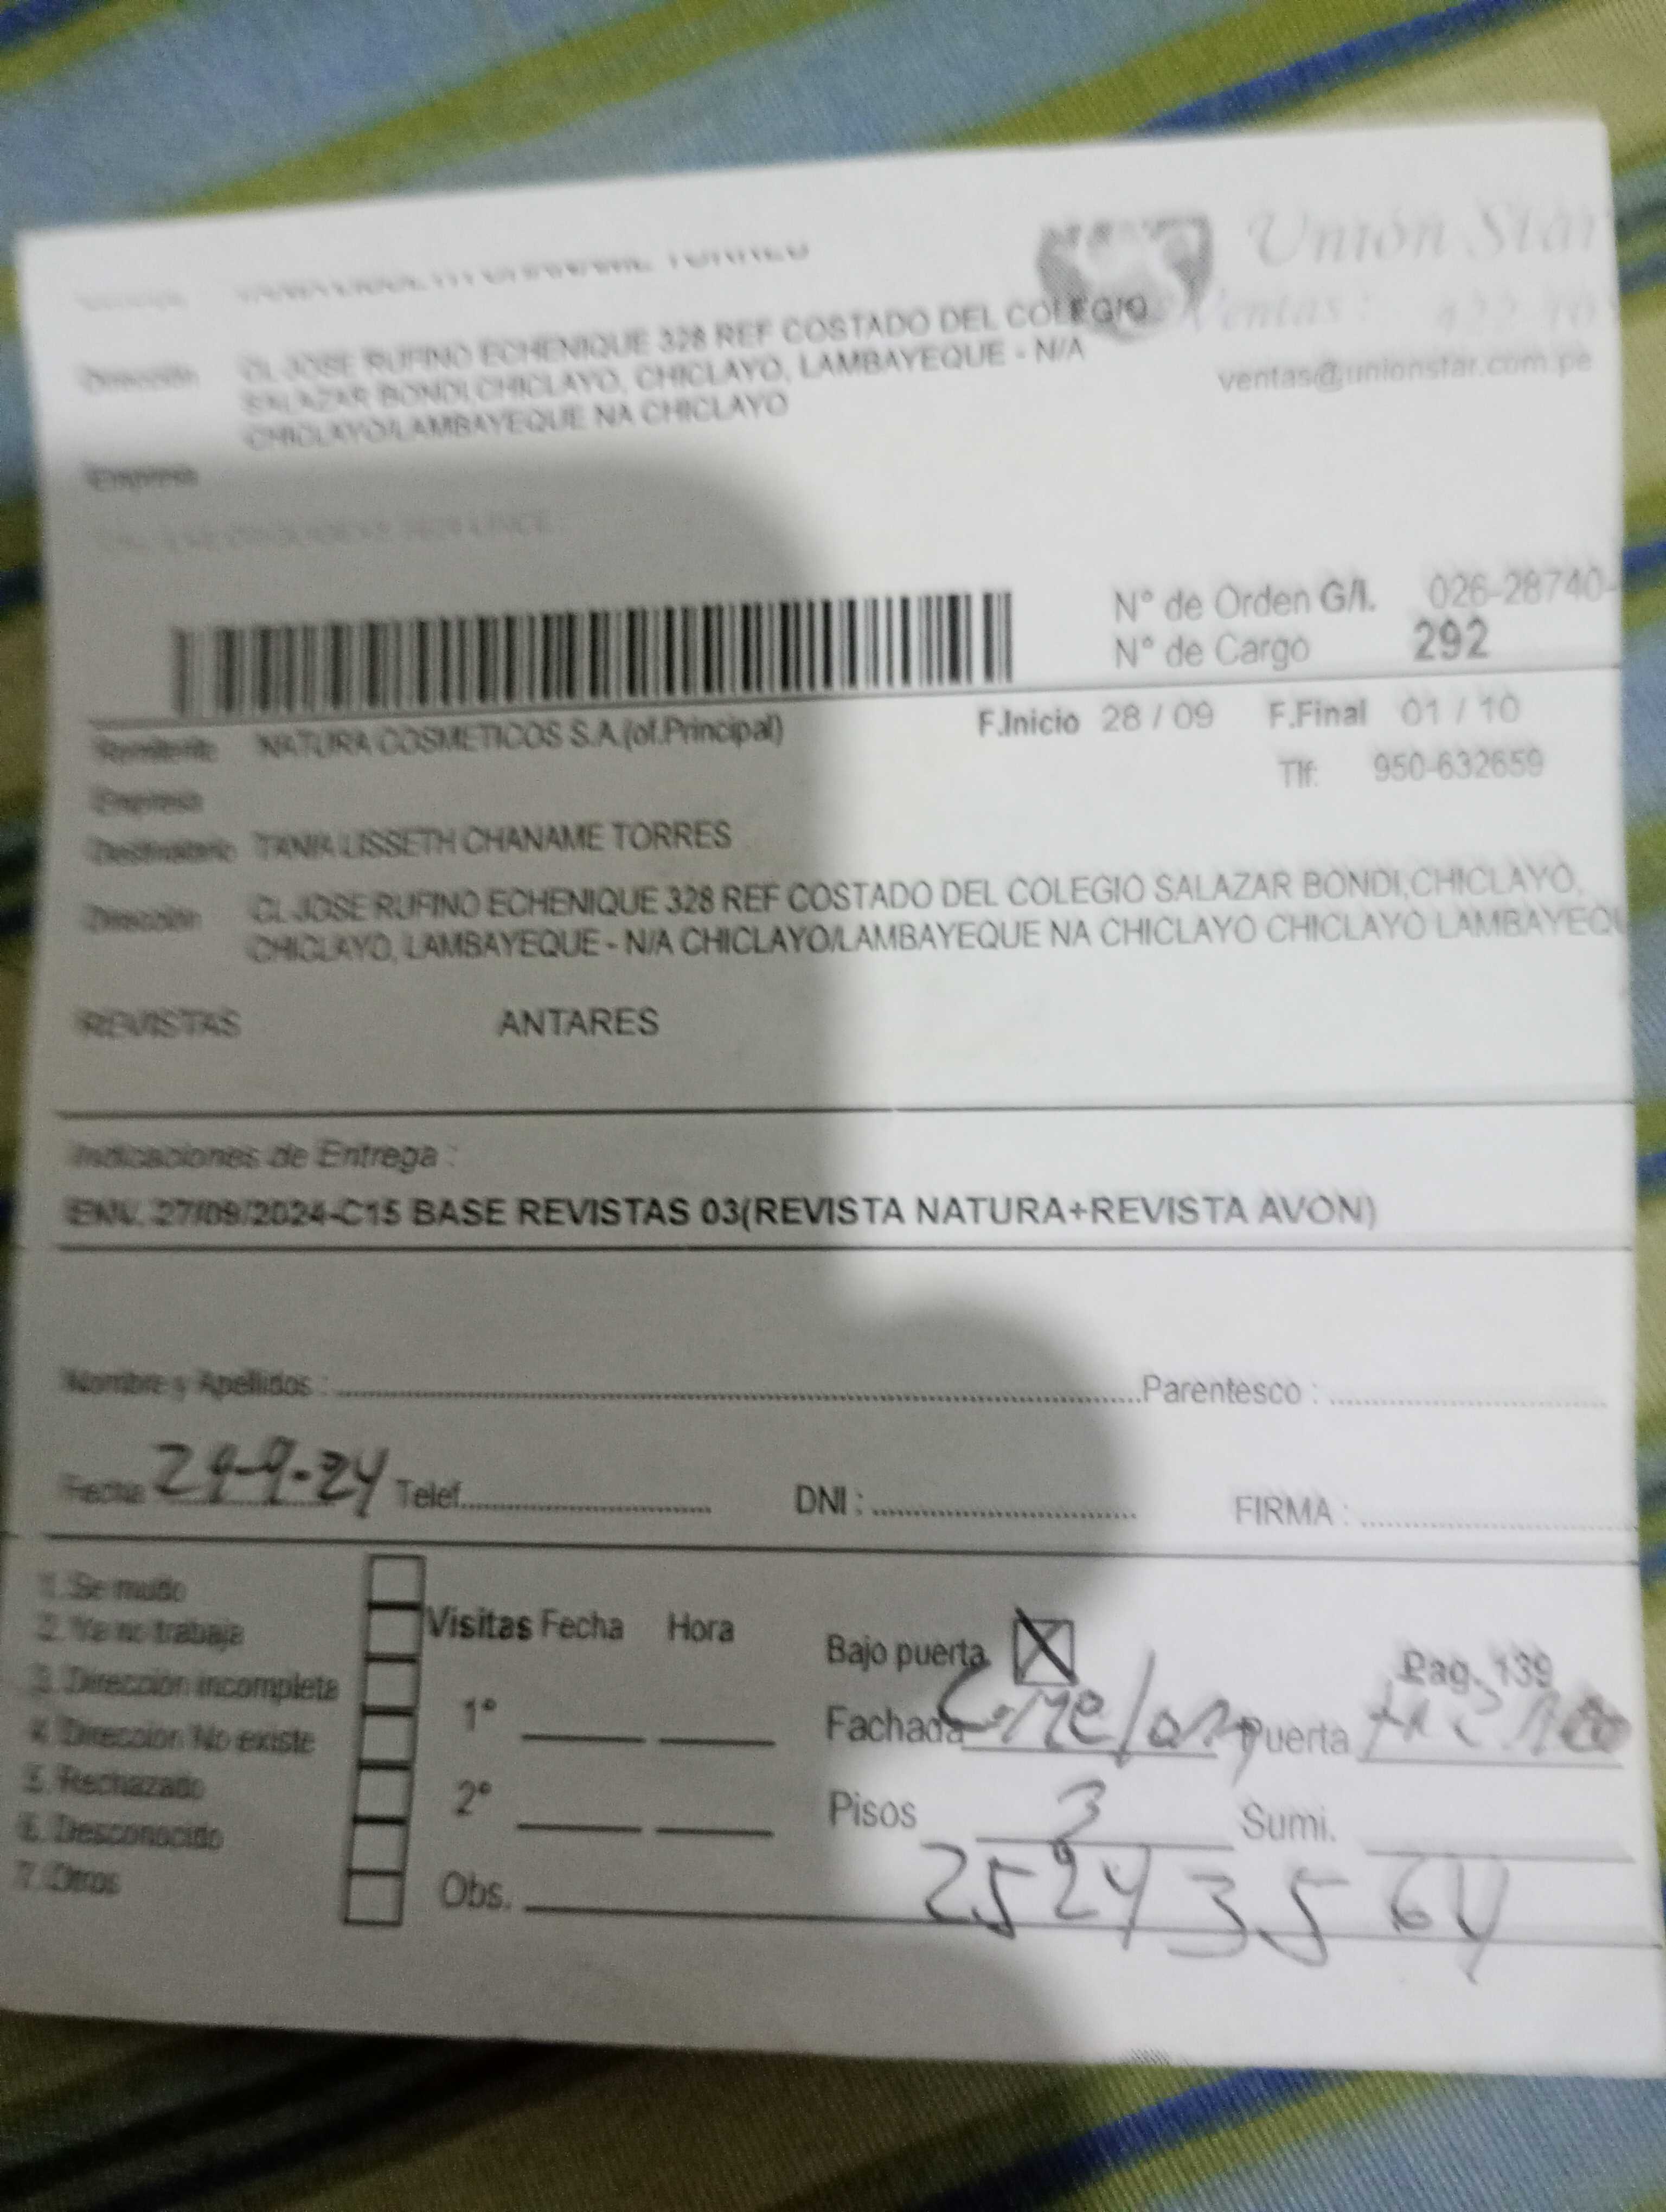 Unión Star
Ventas :
Dirección CL JOSE RUFINO ECHENIQUE 328 REF COSTADO DEL COLEGIO
SALAZAR BONDI,CHICLAYO, CHICLAYO, LAMBAYEQUE - N/A
CHICLAYO/LAMBAYEQUE NA CHICLAYO
ventas@unionstar.com.pe
Empresa
N° de Orden G/I. 026-28740-
N° de Cargo 292
Remitente NATURA COSMETICOS S.A.(of.Principal) F.Inicio 28 / 09 F.Final 01 / 10
Empresa Tlf: 950-632659
Destinatario TANIA LISSETH CHANAME TORRES
Dirección CL JOSE RUFINO ECHENIQUE 328 REF COSTADO DEL COLEGIO SALAZAR BONDI,CHICLAYO,
CHICLAYO, LAMBAYEQUE - N/A CHICLAYO/LAMBAYEQUE NA CHICLAYO CHICLAYO LAMBAYEQU
REVISTAS ANTARES
Indicaciones de Entrega :
ENV. 27/09/2024-C15 BASE REVISTAS 03(REVISTA NATURA+REVISTA AVON)
Nombre y Apellidos : Parentesco :
Fecha 29-9-24 Telef. DNI : FIRMA :
1. Se mudo
2. Ya no trabaja
3. Dirección incompleta
4. Direccion No existe
5. Rechazado
6. Desconocido
7. Otros
Visitas Fecha Hora
1°
2°
Obs.
Bajo puerta Pag. 139
Fachada Puerta
Pisos 3 Sumi.
25243564